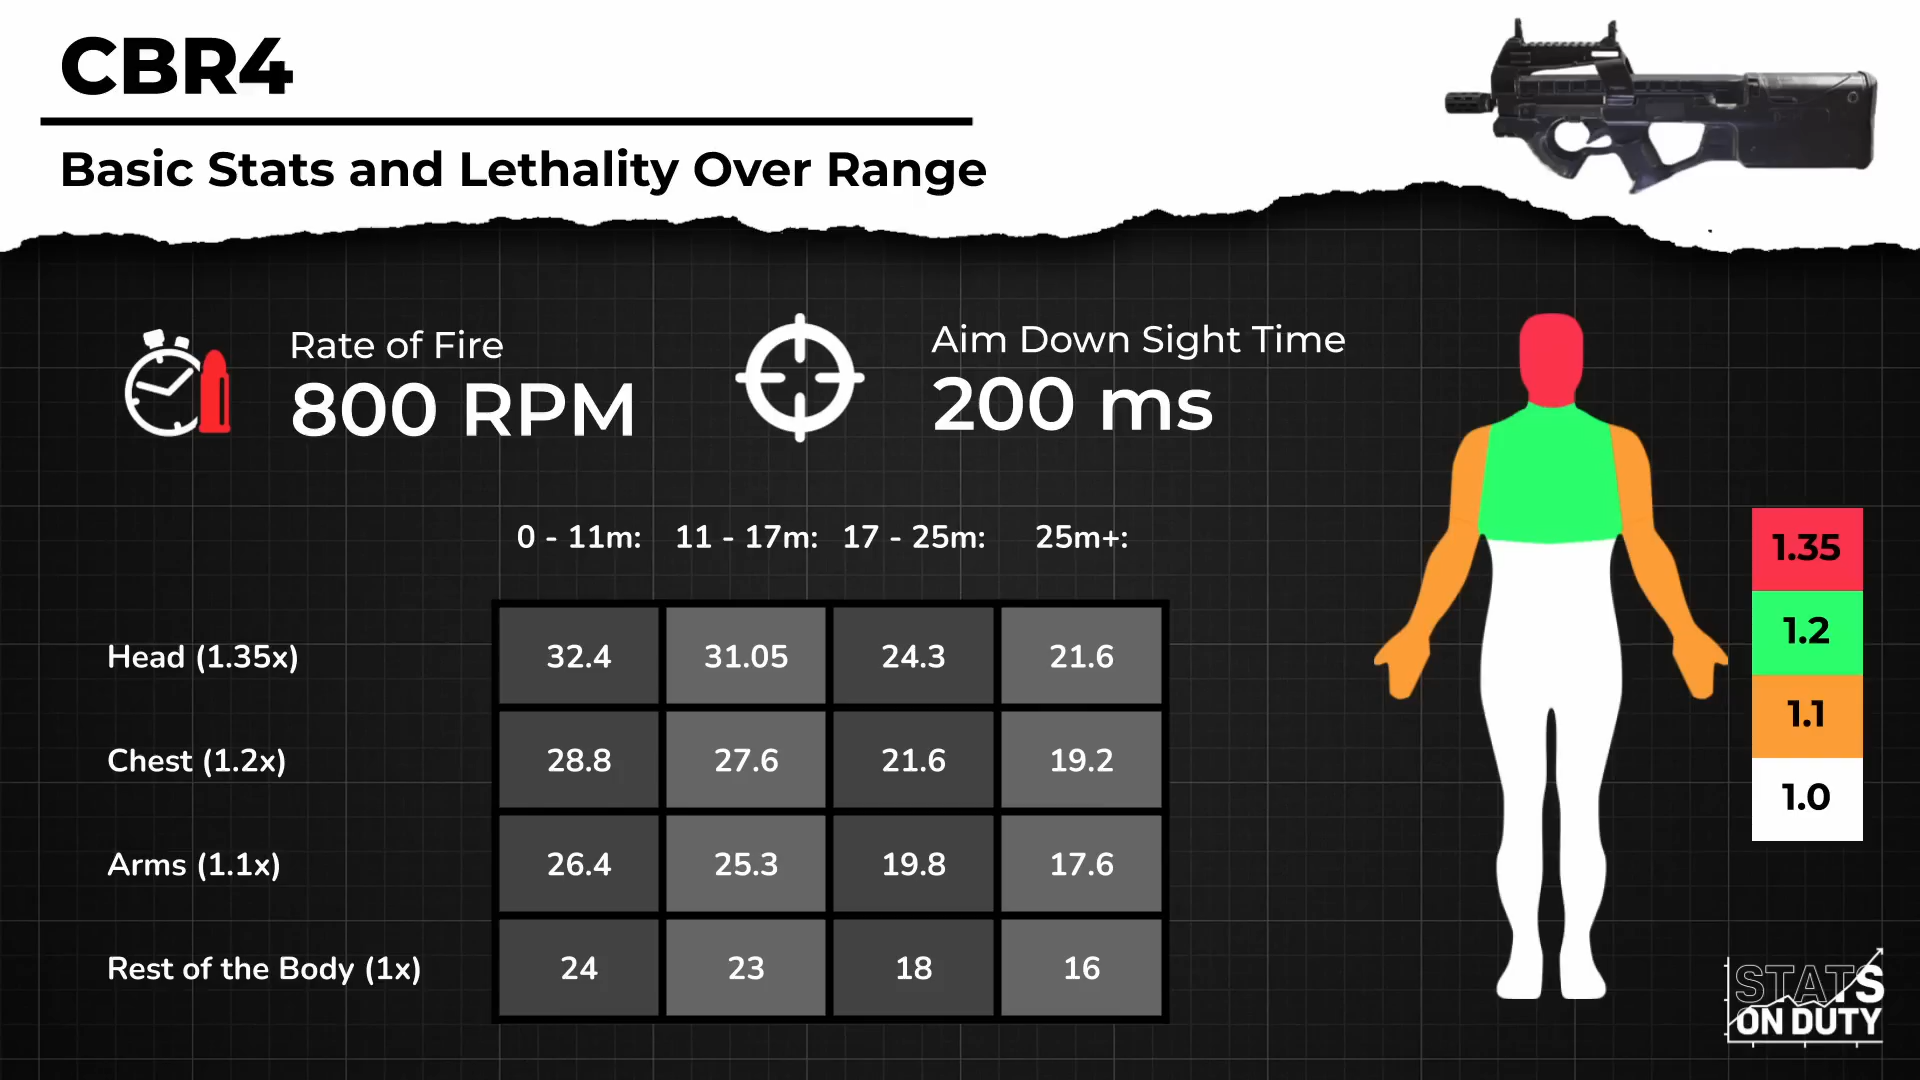 CBR4
Basic Stats and Lethality Over Range
Rate of Fire
800 RPM
Aim Down Sight Time
200 ms
0 - 11m: 11 - 17m: 17 - 25m: 25m+:
Head (1.35x) 32.4 31.05 24.3 21.6
Chest (1.2x) 28.8 27.6 21.6 19.2
Arms (1.1x) 26.4 25.3 19.8 17.6
Rest of the Body (1x) 24 23 18 16
1.35
1.2
1.1
1.0
STATS
ON DUTY